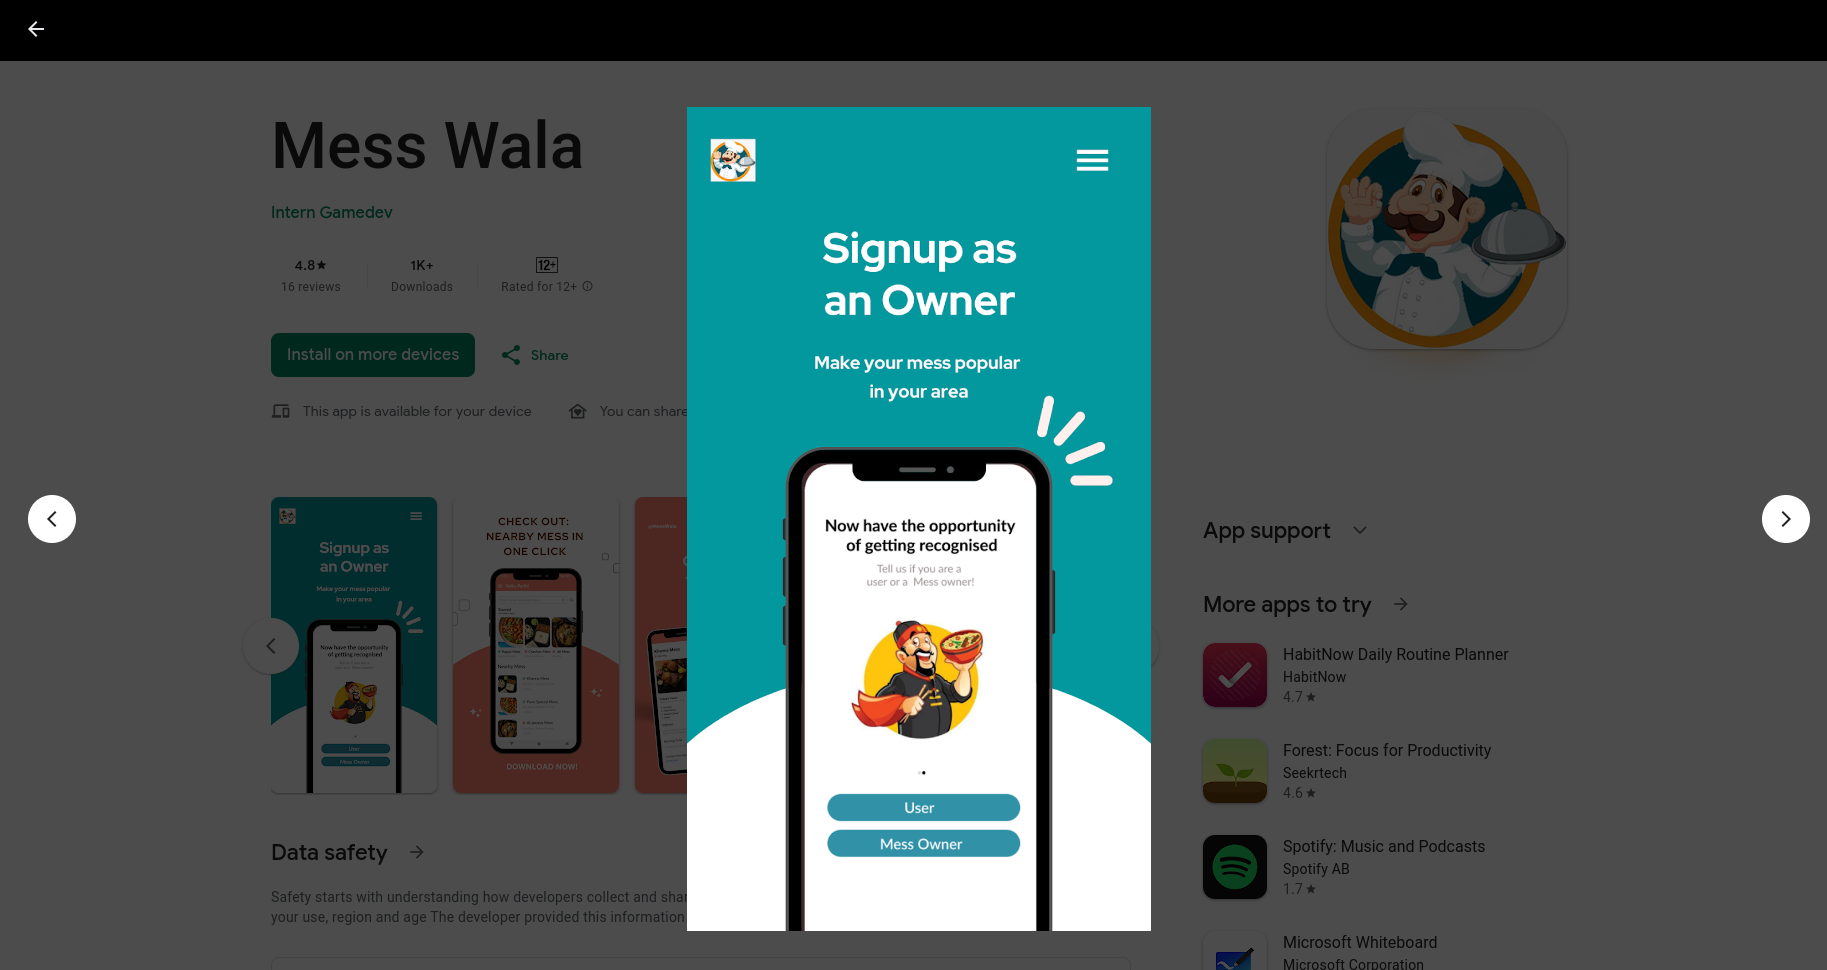 Mess Wala
Intern Gamedev
4.8★
16 reviews
1K+
Downloads
12+
Rated for 12+
Install on more devices
Share
This app is available for your device
You can share
Signup as
an Owner
Make your mess popular
in your area
Now have the opportunity
of getting recognised
Tell us if you are a
user or a Mess owner!
User
Mess Owner
Signup as
an Owner
Make your mess popular
in your area
Now have the opportunity
of getting recognised
User
Mess Owner
CHECK OUT:
NEARBY MESS IN
ONE CLICK
Nearby Mess
DOWNLOAD NOW!
Data safety
Safety starts with understanding how developers collect and
your use, region and age The developer provided this information
App support
More apps to try
HabitNow Daily Routine Planner
HabitNow
4.7★
Forest: Focus for Productivity
Seekrtech
4.6★
Spotify: Music and Podcasts
Spotify AB
1.7★
Microsoft Whiteboard
Microsoft Corporation